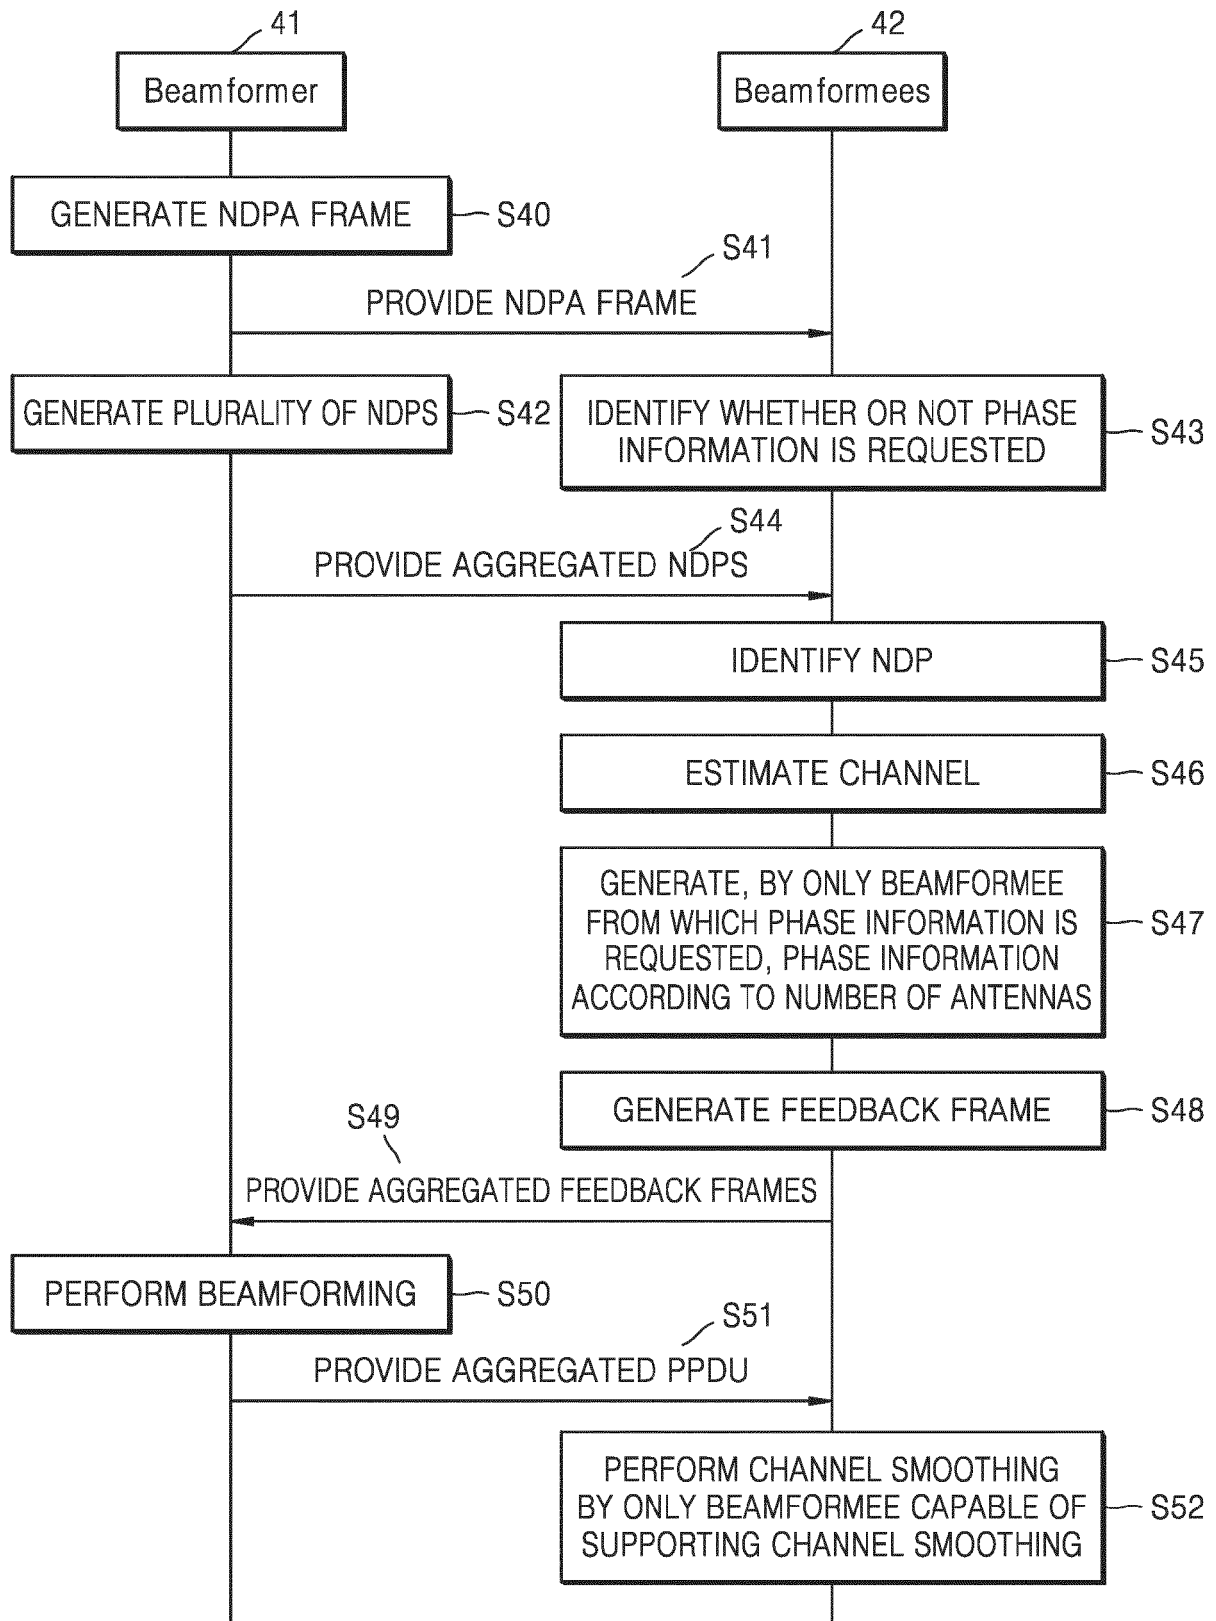 41
42
Beamformer
Beamformees
GENERATE NDPA FRAME
S40
S41
PROVIDE NDPA FRAME
GENERATE PLURALITY OF NDPS
S42
IDENTIFY WHETHER OR NOT PHASE
INFORMATION IS REQUESTED
S43
S44
PROVIDE AGGREGATED NDPS
IDENTIFY NDP
S45
ESTIMATE CHANNEL
S46
GENERATE, BY ONLY BEAMFORMEE
FROM WHICH PHASE INFORMATION IS
REQUESTED, PHASE INFORMATION
ACCORDING TO NUMBER OF ANTENNAS
S47
GENERATE FEEDBACK FRAME
S48
S49
PROVIDE AGGREGATED FEEDBACK FRAMES
PERFORM BEAMFORMING
S50
S51
PROVIDE AGGREGATED PPDU
PERFORM CHANNEL SMOOTHING
BY ONLY BEAMFORMEE CAPABLE OF
SUPPORTING CHANNEL SMOOTHING
S52